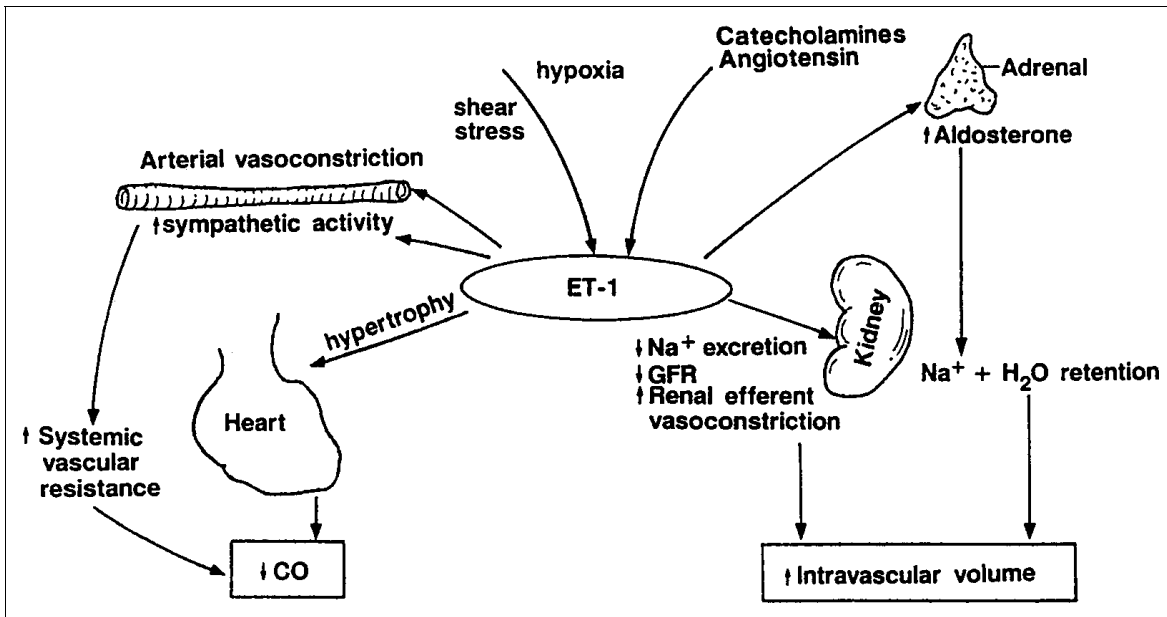 Catecholamines
Angiotensin
hypoxia
shear
stress
Adrenal
↑Aldosterone
Arterial vasoconstriction
↑sympathetic activity
ET-1
hypertrophy
Kidney
↓Na⁺ excretion
↓GFR
↑Renal efferent
vasoconstriction
Na⁺ + H₂O retention
Heart
↑ Systemic
vascular
resistance
↓CO
↑Intravascular volume